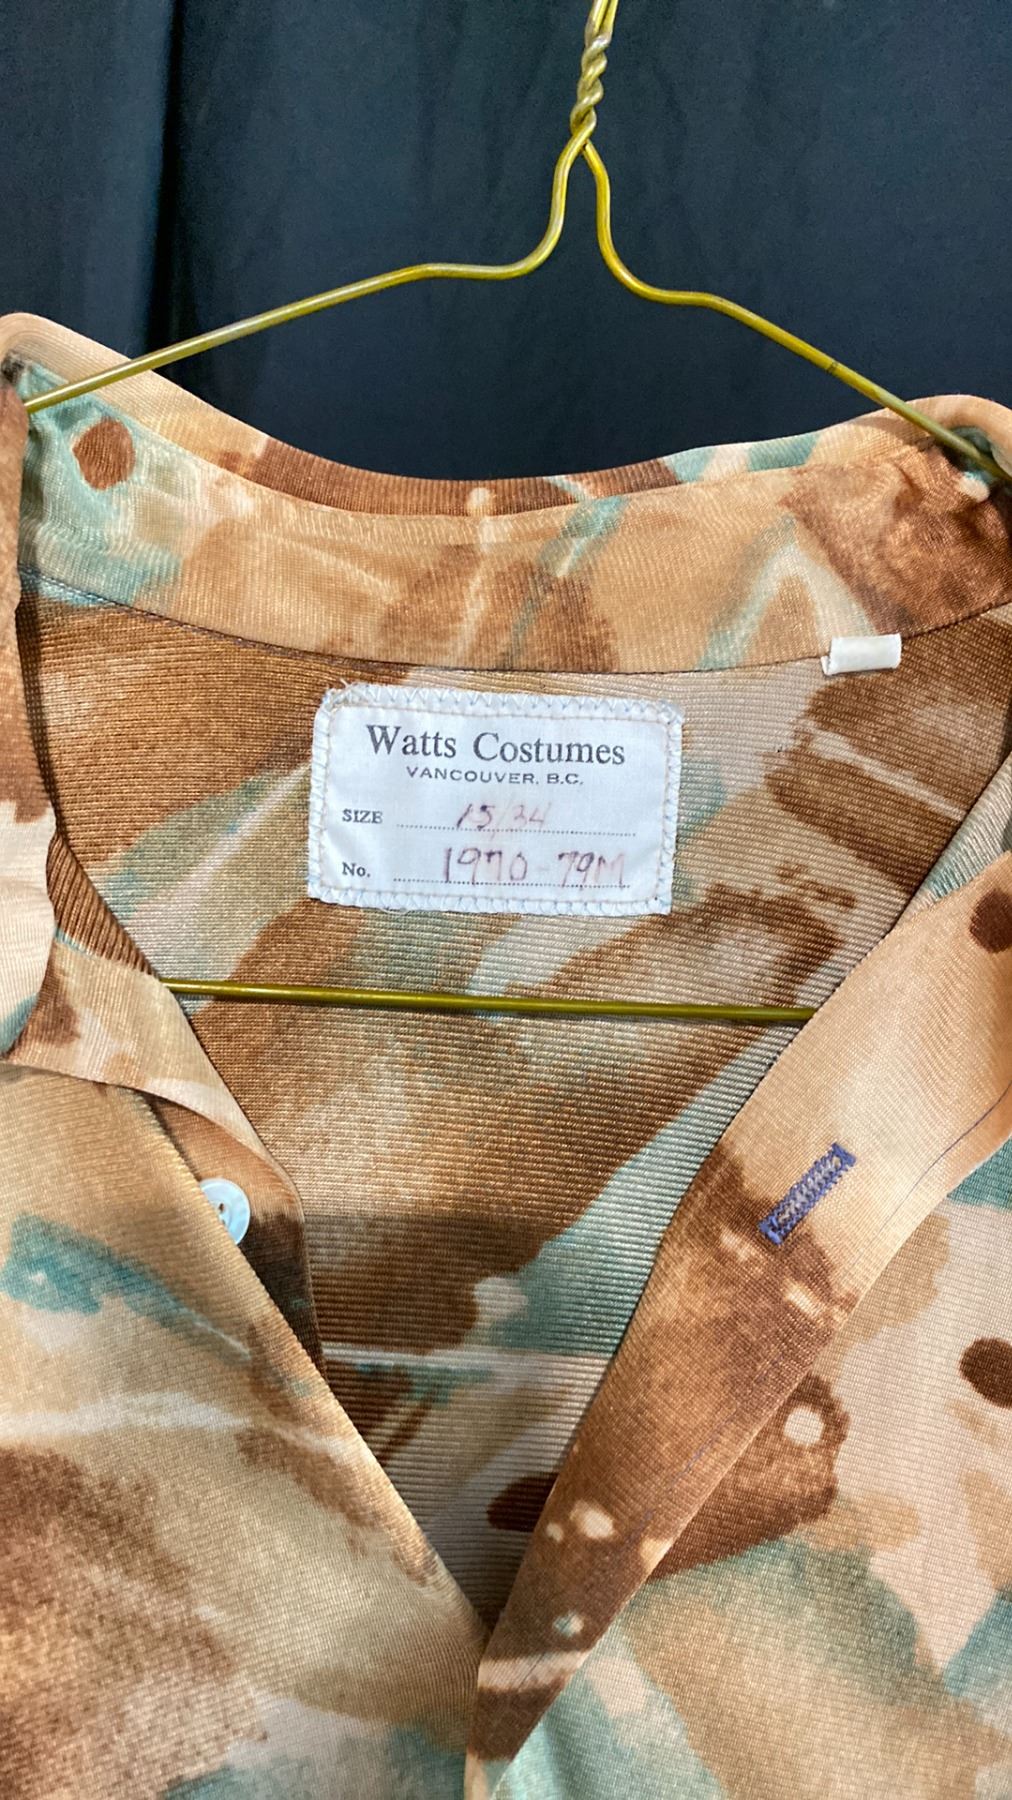 Watts Costumes
VANCOUVER, B.C.
SIZE 15/34
No. 1970-79M